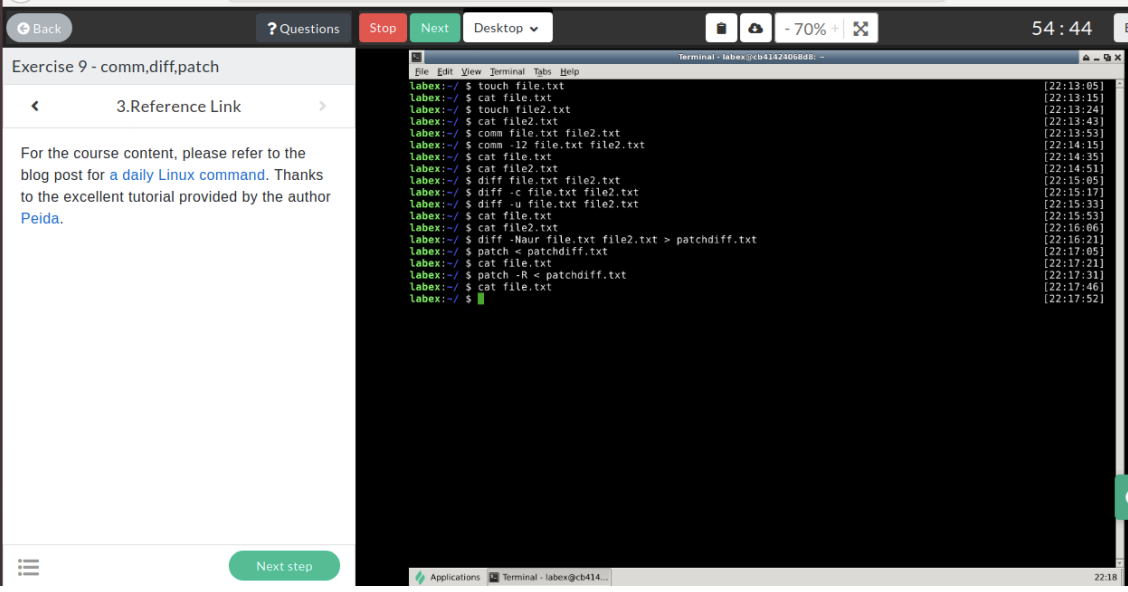 Back
? Questions
Stop
Next
Desktop
- 70% +
54 : 44
Exercise 9 - comm,diff,patch
3.Reference Link
For the course content, please refer to the
blog post for a daily Linux command. Thanks
to the excellent tutorial provided by the author
Peida.
Next step
Terminal - labex@cb41424068d8: ~
File Edit View Terminal Tabs Help
labex:~/ $ touch file.txt [22:13:05]
labex:~/ $ cat file.txt [22:13:15]
labex:~/ $ touch file2.txt [22:13:24]
labex:~/ $ cat file2.txt [22:13:43]
labex:~/ $ comm file.txt file2.txt [22:13:53]
labex:~/ $ comm -12 file.txt file2.txt [22:14:15]
labex:~/ $ cat file.txt [22:14:35]
labex:~/ $ cat file2.txt [22:14:51]
labex:~/ $ diff file.txt file2.txt [22:15:05]
labex:~/ $ diff -c file.txt file2.txt [22:15:17]
labex:~/ $ diff -u file.txt file2.txt [22:15:33]
labex:~/ $ cat file.txt [22:15:53]
labex:~/ $ cat file2.txt [22:16:06]
labex:~/ $ diff -Naur file.txt file2.txt > patchdiff.txt [22:16:21]
labex:~/ $ patch < patchdiff.txt [22:17:05]
labex:~/ $ cat file.txt [22:17:21]
labex:~/ $ patch -R < patchdiff.txt [22:17:31]
labex:~/ $ cat file.txt [22:17:46]
labex:~/ $ [22:17:52]
Applications
Terminal - labex@cb414...
22:18